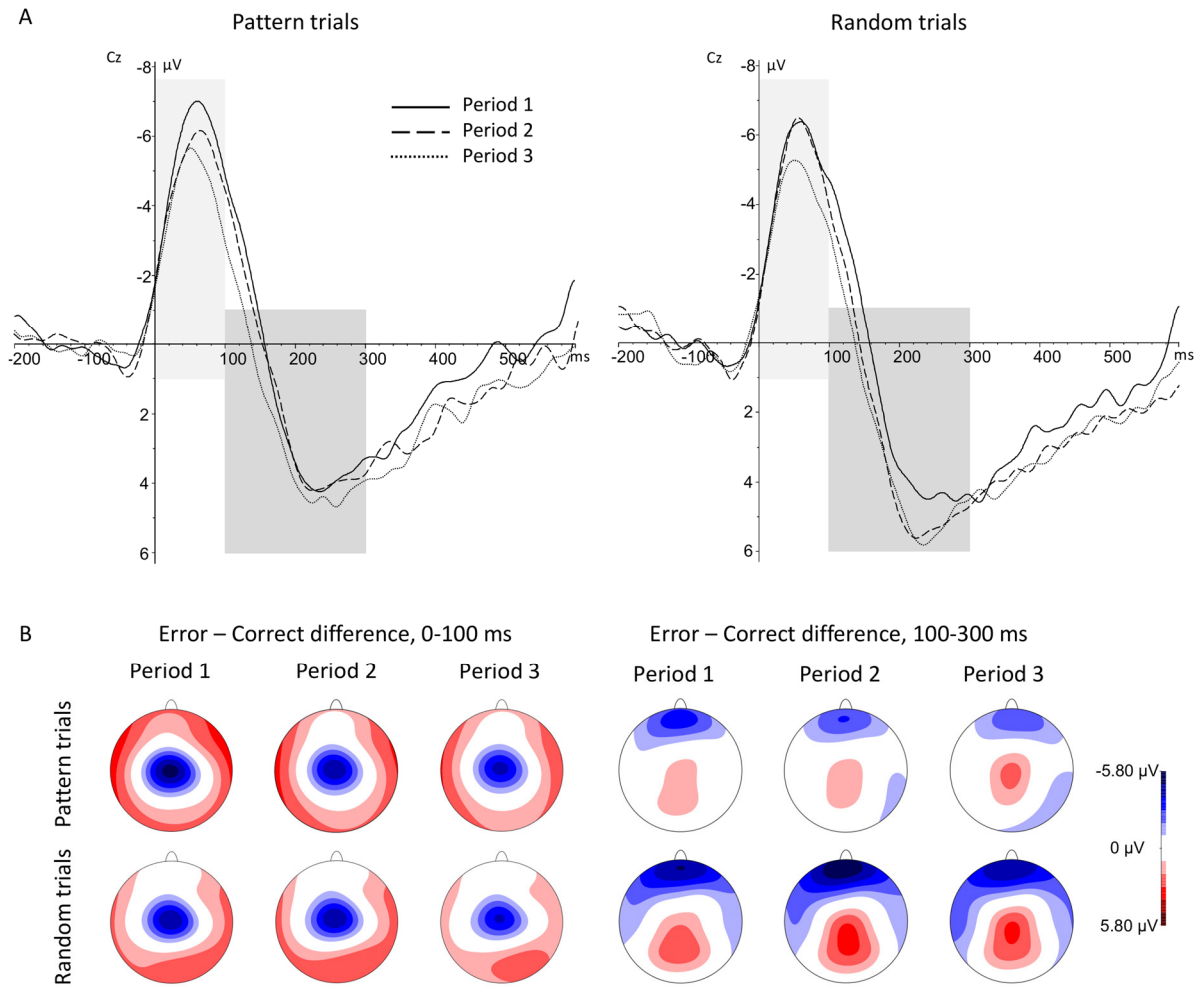 A
Pattern trials
Random trials
Cz
-8
µV
-6
-4
-2
2
4
6
-200
-100
100
200
300
400
500
ms
Period 1
Period 2
Period 3
Cz
-8
µV
-6
-4
-2
2
4
6
-200
-100
100
200
300
400
500
ms
B
Error – Correct difference, 0-100 ms
Error – Correct difference, 100-300 ms
Period 1
Period 2
Period 3
Period 1
Period 2
Period 3
Pattern trials
Random trials
-5.80 µV
0 µV
5.80 µV